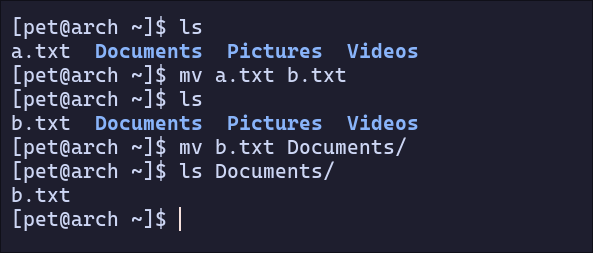 [pet@arch ~]$ ls
a.txt  Documents  Pictures  Videos
[pet@arch ~]$ mv a.txt b.txt
[pet@arch ~]$ ls
b.txt  Documents  Pictures  Videos
[pet@arch ~]$ mv b.txt Documents/
[pet@arch ~]$ ls Documents/
b.txt
[pet@arch ~]$